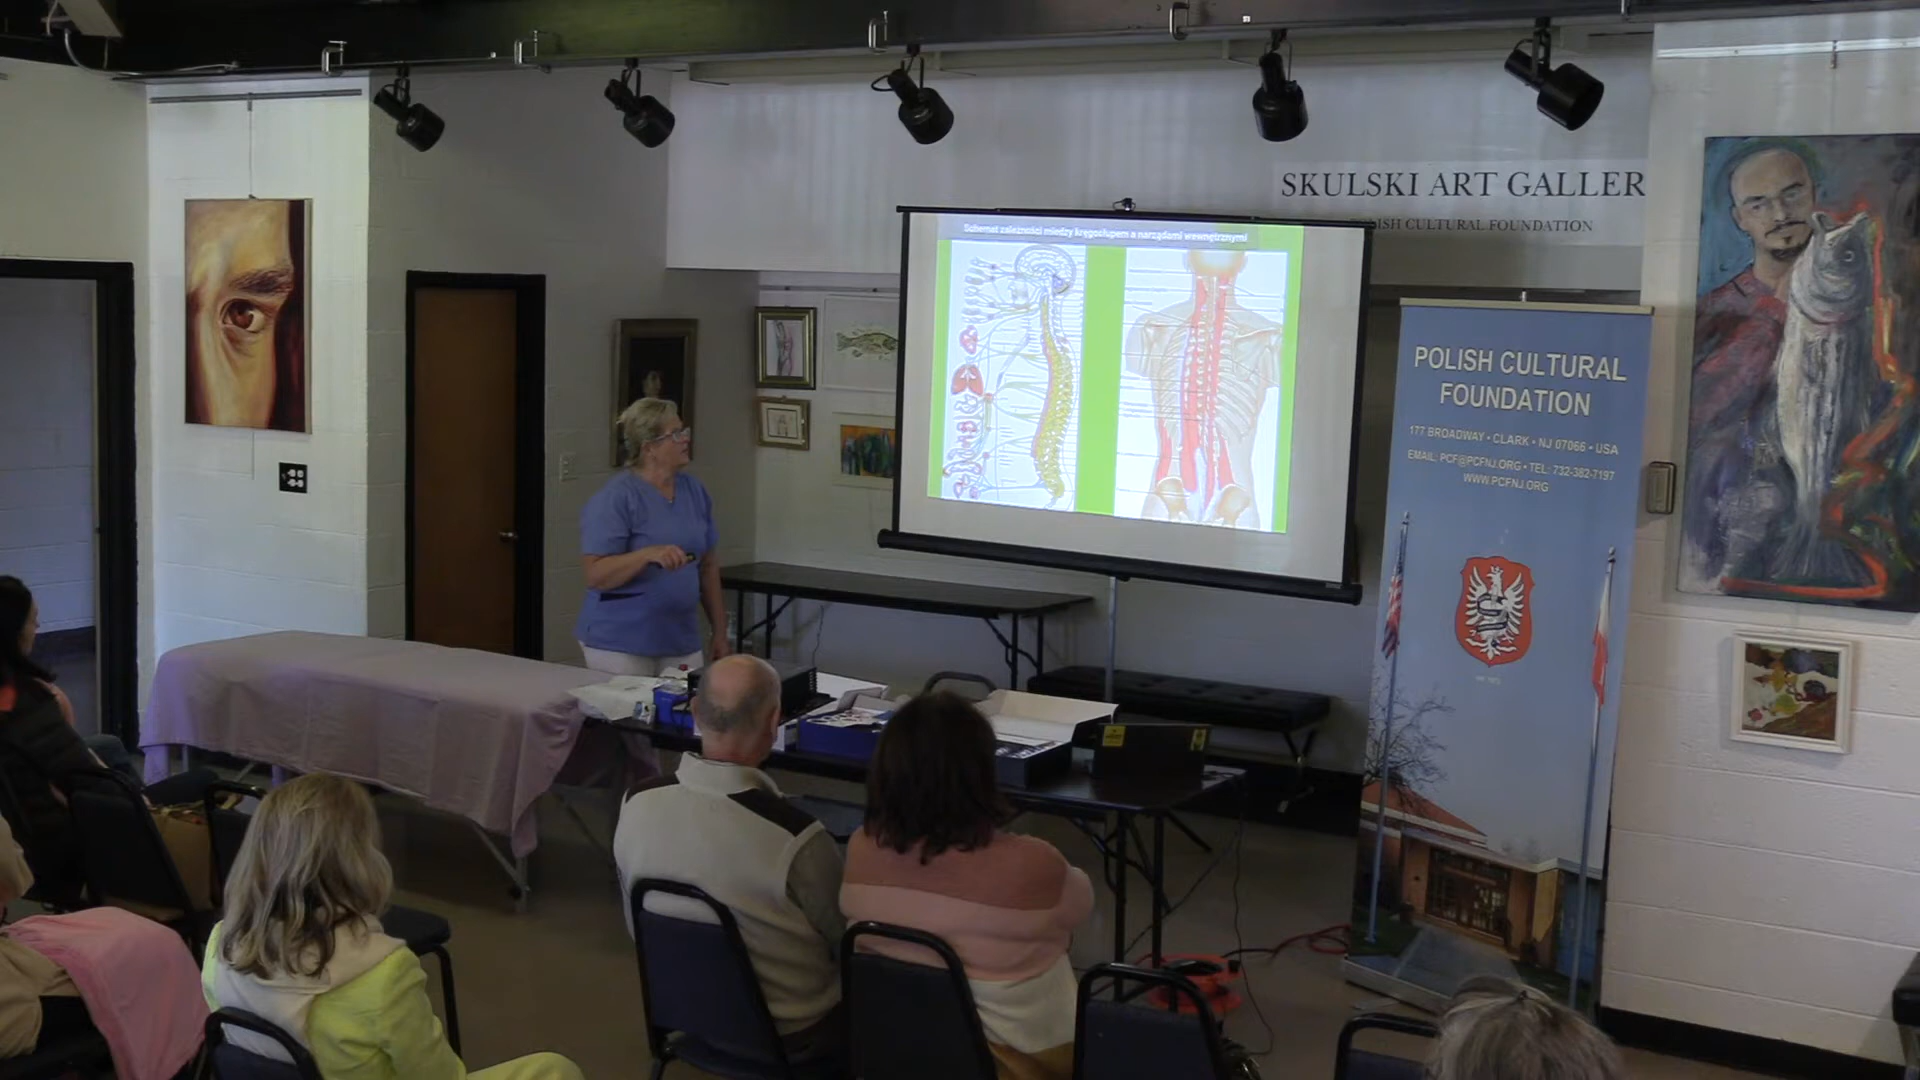 SKULSKI ART GALLER
ISH CULTURAL FOUNDATION
Schemat zależności miedzy kręgosłupem a narządami wewnętrznymi
POLISH CULTURAL
FOUNDATION
177 BROADWAY • CLARK • NJ 07066 • USA
EMAIL: PCF@PCFNJ.ORG • TEL: 732-382-7197
WWW.PCFNJ.ORG